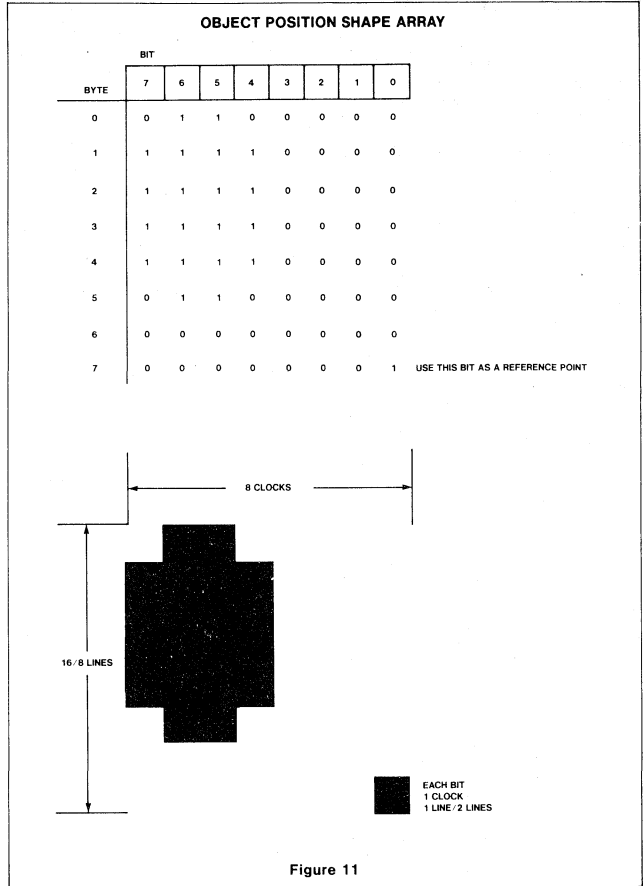 OBJECT POSITION SHAPE ARRAY
BIT
BYTE 7 6 5 4 3 2 1 0
0 0 1 1 0 0 0 0 0
1 1 1 1 1 0 0 0 0
2 1 1 1 1 0 0 0 0
3 1 1 1 1 0 0 0 0
4 1 1 1 1 0 0 0 0
5 0 1 1 0 0 0 0 0
6 0 0 0 0 0 0 0 0
7 0 0 0 0 0 0 0 1 USE THIS BIT AS A REFERENCE POINT
8 CLOCKS
16/8 LINES
EACH BIT
1 CLOCK
1 LINE/2 LINES
Figure 11